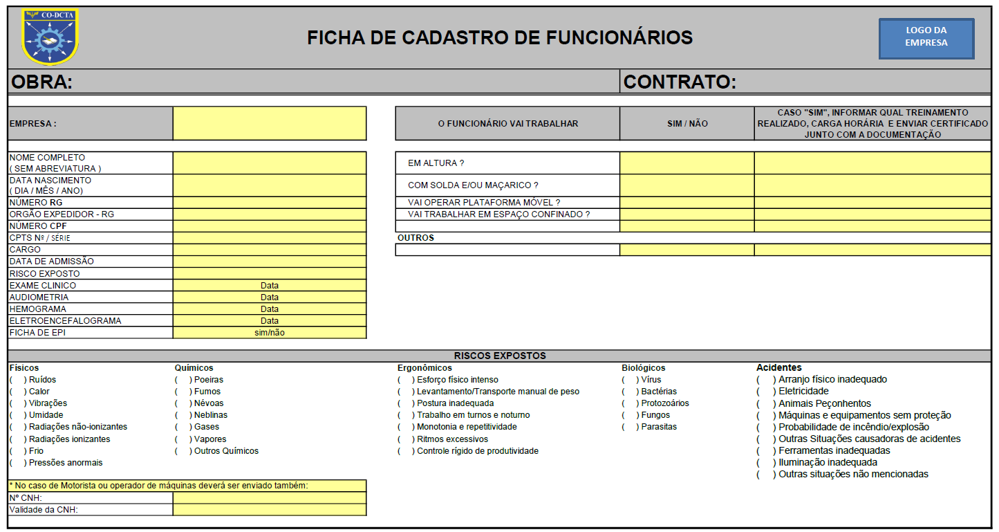 CO-DCTA
FICHA DE CADASTRO DE FUNCIONÁRIOS
LOGO DA
EMPRESA
OBRA:
CONTRATO:
EMPRESA :
O FUNCIONÁRIO VAI TRABALHAR
SIM / NÃO
CASO "SIM", INFORMAR QUAL TREINAMENTO
REALIZADO, CARGA HORÁRIA E ENVIAR CERTIFICADO
JUNTO COM A DOCUMENTAÇÃO
NOME COMPLETO
( SEM ABREVIATURA )
DATA NASCIMENTO
( DIA / MÊS / ANO)
NÚMERO RG
ORGÃO EXPEDIDOR - RG
NÚMERO CPF
CPTS Nº / SÉRIE
CARGO
DATA DE ADMISSÃO
RISCO EXPOSTO
EXAME CLINICO Data
AUDIOMETRIA Data
HEMOGRAMA Data
ELETROENCEFALOGRAMA Data
FICHA DE EPI sim/não
EM ALTURA ?
COM SOLDA E/OU MAÇARICO ?
VAI OPERAR PLATAFORMA MÓVEL ?
VAI TRABALHAR EM ESPAÇO CONFINADO ?
OUTROS
RISCOS EXPOSTOS
Físicos
( ) Ruídos
( ) Calor
( ) Vibrações
( ) Umidade
( ) Radiações não-ionizantes
( ) Radiações ionizantes
( ) Frio
( ) Pressões anormais
Químicos
( ) Poeiras
( ) Fumos
( ) Névoas
( ) Neblinas
( ) Gases
( ) Vapores
( ) Outros Químicos
Ergonômicos
( ) Esforço físico intenso
( ) Levantamento/Transporte manual de peso
( ) Postura inadequada
( ) Trabalho em turnos e noturno
( ) Monotonia e repetitividade
( ) Ritmos excessivos
( ) Controle rígido de produtividade
Biológicos
( ) Vírus
( ) Bactérias
( ) Protozoários
( ) Fungos
( ) Parasitas
Acidentes
( ) Arranjo físico inadequado
( ) Eletricidade
( ) Animais Peçonhentos
( ) Máquinas e equipamentos sem proteção
( ) Probabilidade de incêndio/explosão
( ) Outras Situações causadoras de acidentes
( ) Ferramentas inadequadas
( ) Iluminação inadequada
( ) Outras situações não mencionadas
* No caso de Motorista ou operador de máquinas deverá ser enviado também:
Nº CNH:
Validade da CNH: